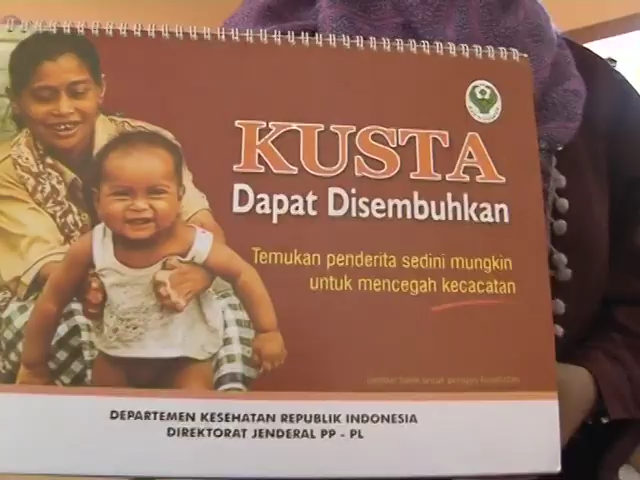 KUSTA
Dapat Disembuhkan
Temukan penderita sedini mungkin
untuk mencegah kecacatan
DEPARTEMEN KESEHATAN REPUBLIK INDONESIA
DIREKTORAT JENDERAL PP - PL